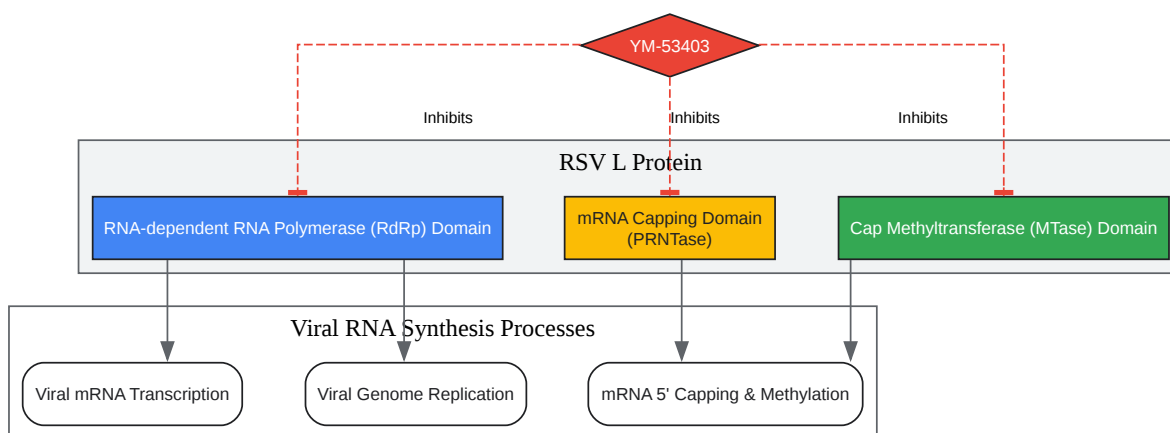 YM-53403
Inhibits
Inhibits
Inhibits
RSV L Protein
RNA-dependent RNA Polymerase (RdRp) Domain
mRNA Capping Domain
(PRNTase)
Cap Methyltransferase (MTase) Domain
Viral RNA Synthesis Processes
Viral mRNA Transcription
Viral Genome Replication
mRNA 5' Capping & Methylation